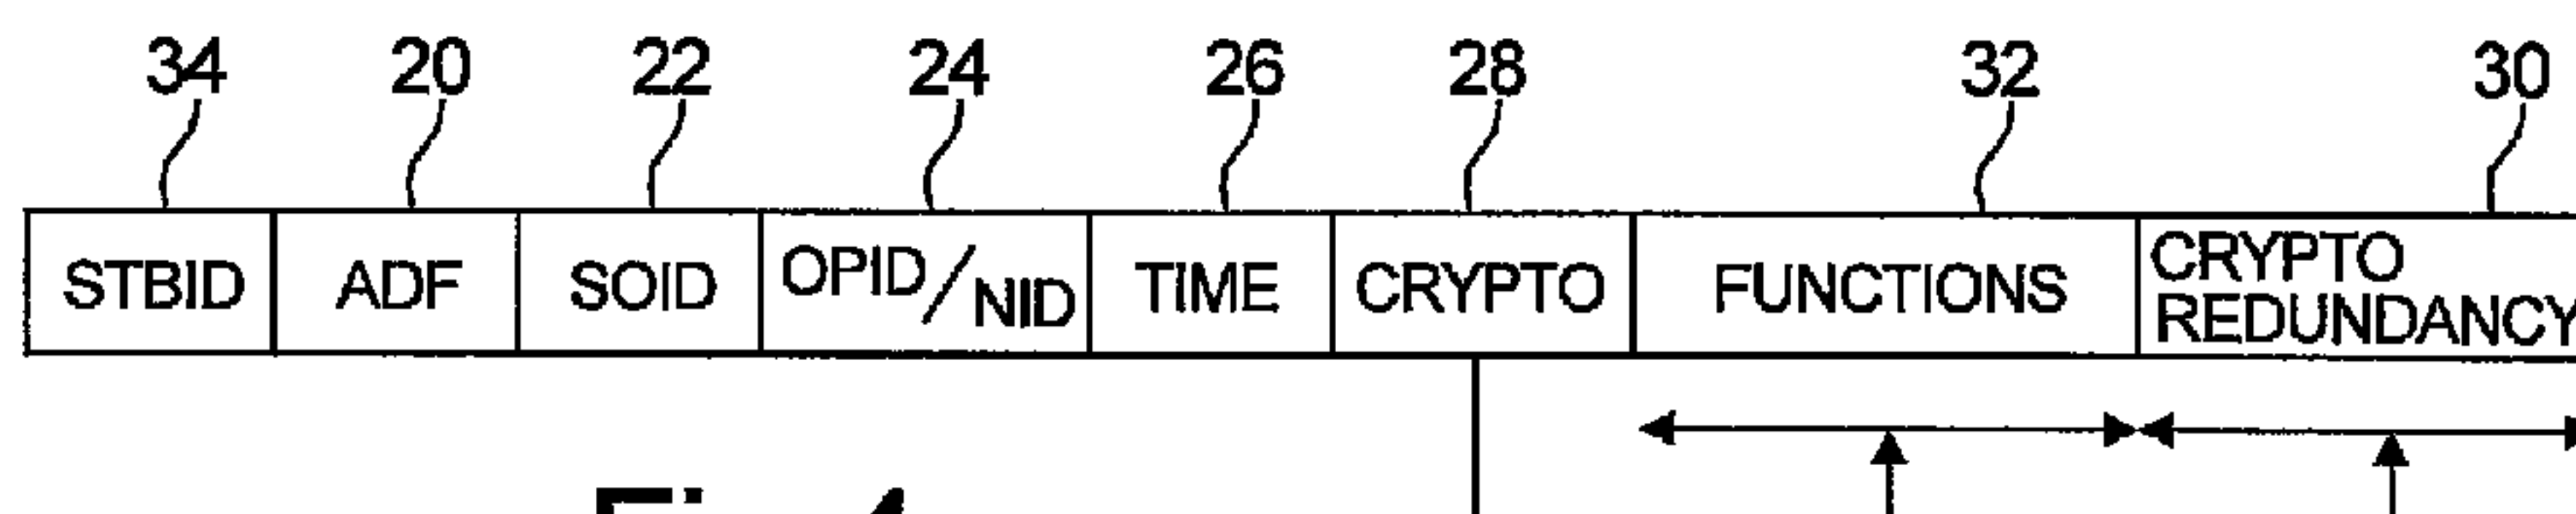 34 20 22 24 26 28 32 30
STBID ADF SOID OPID/NID TIME CRYPTO FUNCTIONS CRYPTO
REDUNDANCY